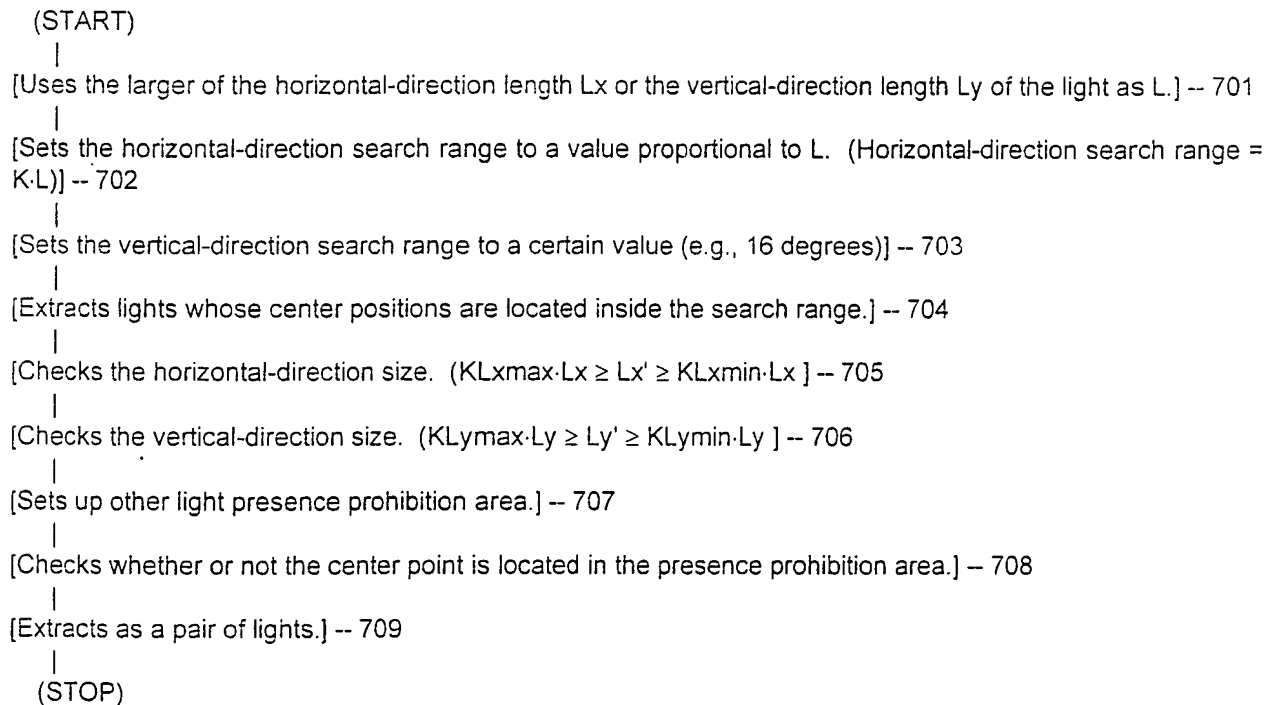 (START)
[Uses the larger of the horizontal-direction length Lx or the vertical-direction length Ly of the light as L.] -- 701
[Sets the horizontal-direction search range to a value proportional to L. (Horizontal-direction search range =
K·L)] -- 702
[Sets the vertical-direction search range to a certain value (e.g., 16 degrees)] -- 703
[Extracts lights whose center positions are located inside the search range.] -- 704
[Checks the horizontal-direction size. (KLxmax·Lx ≥ Lx' ≥ KLxmin·Lx ] -- 705
[Checks the vertical-direction size. (KLymax·Ly ≥ Ly' ≥ KLymin·Ly ] -- 706
[Sets up other light presence prohibition area.] -- 707
[Checks whether or not the center point is located in the presence prohibition area.] -- 708
[Extracts as a pair of lights.] -- 709
(STOP)